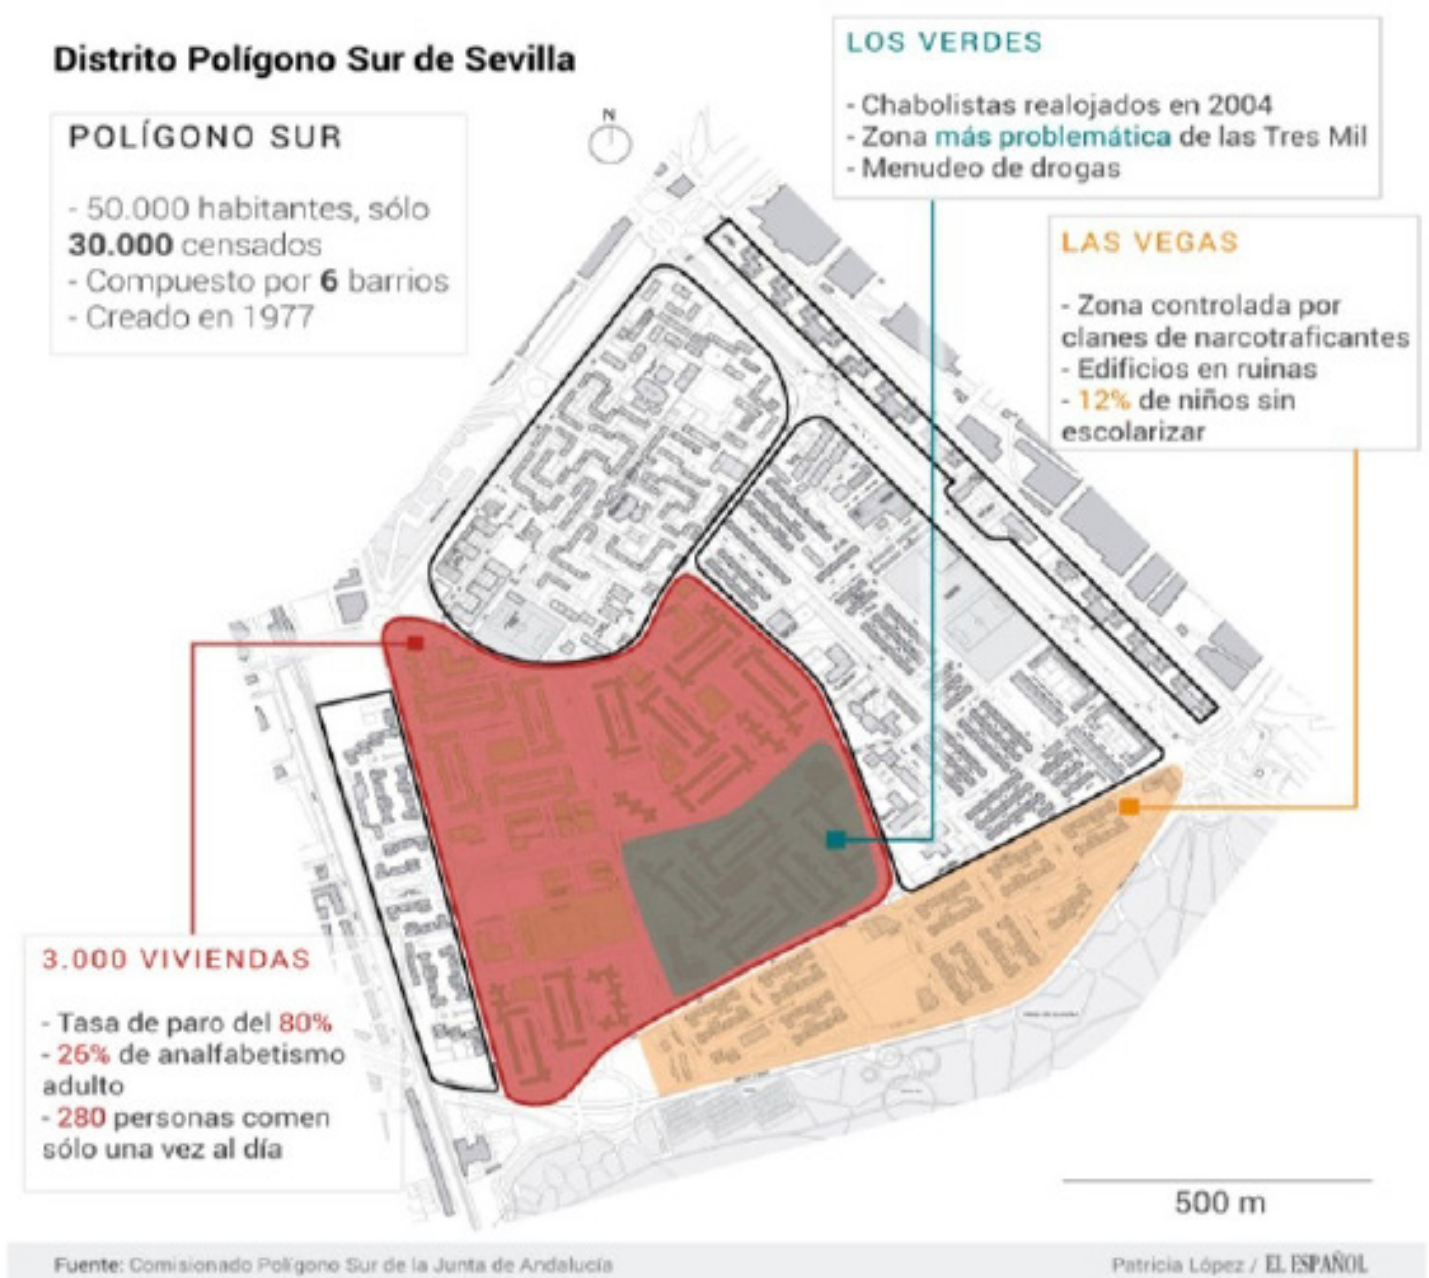 Distrito Polígono Sur de Sevilla
POLÍGONO SUR
- 50.000 habitantes, sólo
30.000 censados
- Compuesto por 6 barrios
- Creado en 1977
N
LOS VERDES
- Chabolistas realojados en 2004
- Zona más problemática de las Tres Mil
- Menudeo de drogas
LAS VEGAS
- Zona controlada por
clanes de narcotraficantes
- Edificios en ruinas
- 12% de niños sin
escolarizar
3.000 VIVIENDAS
- Tasa de paro del 80%
- 26% de analfabetismo
adulto
- 280 personas comen
sólo una vez al día
500 m
Fuente: Comisionado Polígono Sur de la Junta de Andalucía
Patricia López / EL ESPAÑOL